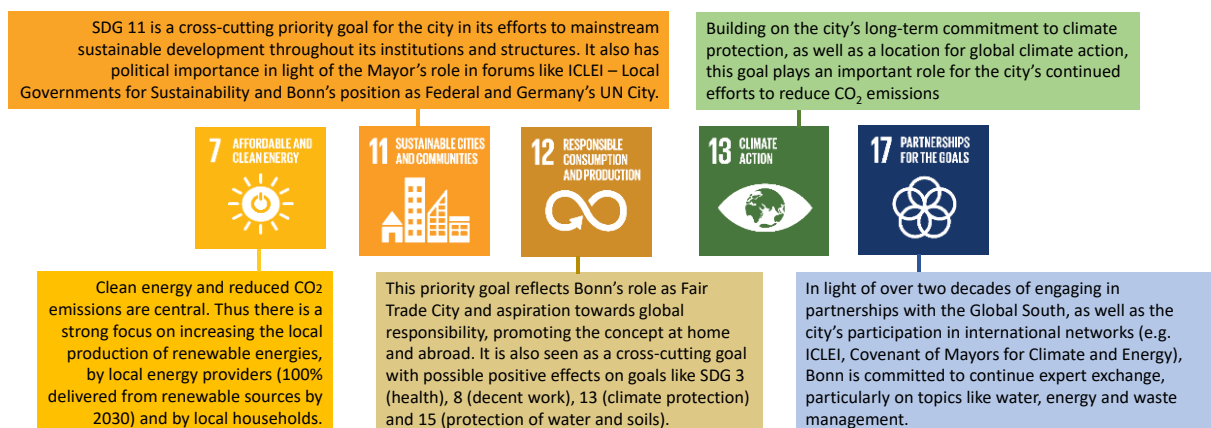 SDG 11 is a cross-cutting priority goal for the city in its efforts to mainstream
sustainable development throughout its institutions and structures. It also has
political importance in light of the Mayor's role in forums like ICLEI – Local
Governments for Sustainability and Bonn's position as Federal and Germany's UN City.
Building on the city's long-term commitment to climate
protection, as well as a location for global climate action,
this goal plays an important role for the city's continued
efforts to reduce CO₂ emissions
7 AFFORDABLE AND
CLEAN ENERGY
11 SUSTAINABLE CITIES
AND COMMUNITIES
12 RESPONSIBLE
CONSUMPTION
AND PRODUCTION
13 CLIMATE
ACTION
17 PARTNERSHIPS
FOR THE GOALS
Clean energy and reduced CO2
emissions are central. Thus there is a
strong focus on increasing the local
production of renewable energies,
by local energy providers (100%
delivered from renewable sources by
2030) and by local households.
This priority goal reflects Bonn's role as Fair
Trade City and aspiration towards global
responsibility, promoting the concept at home
and abroad. It is also seen as a cross-cutting goal
with possible positive effects on goals like SDG 3
(health), 8 (decent work), 13 (climate protection)
and 15 (protection of water and soils).
In light of over two decades of engaging in
partnerships with the Global South, as well as the
city's participation in international networks (e.g.
ICLEI, Covenant of Mayors for Climate and Energy),
Bonn is committed to continue expert exchange,
particularly on topics like water, energy and waste
management.